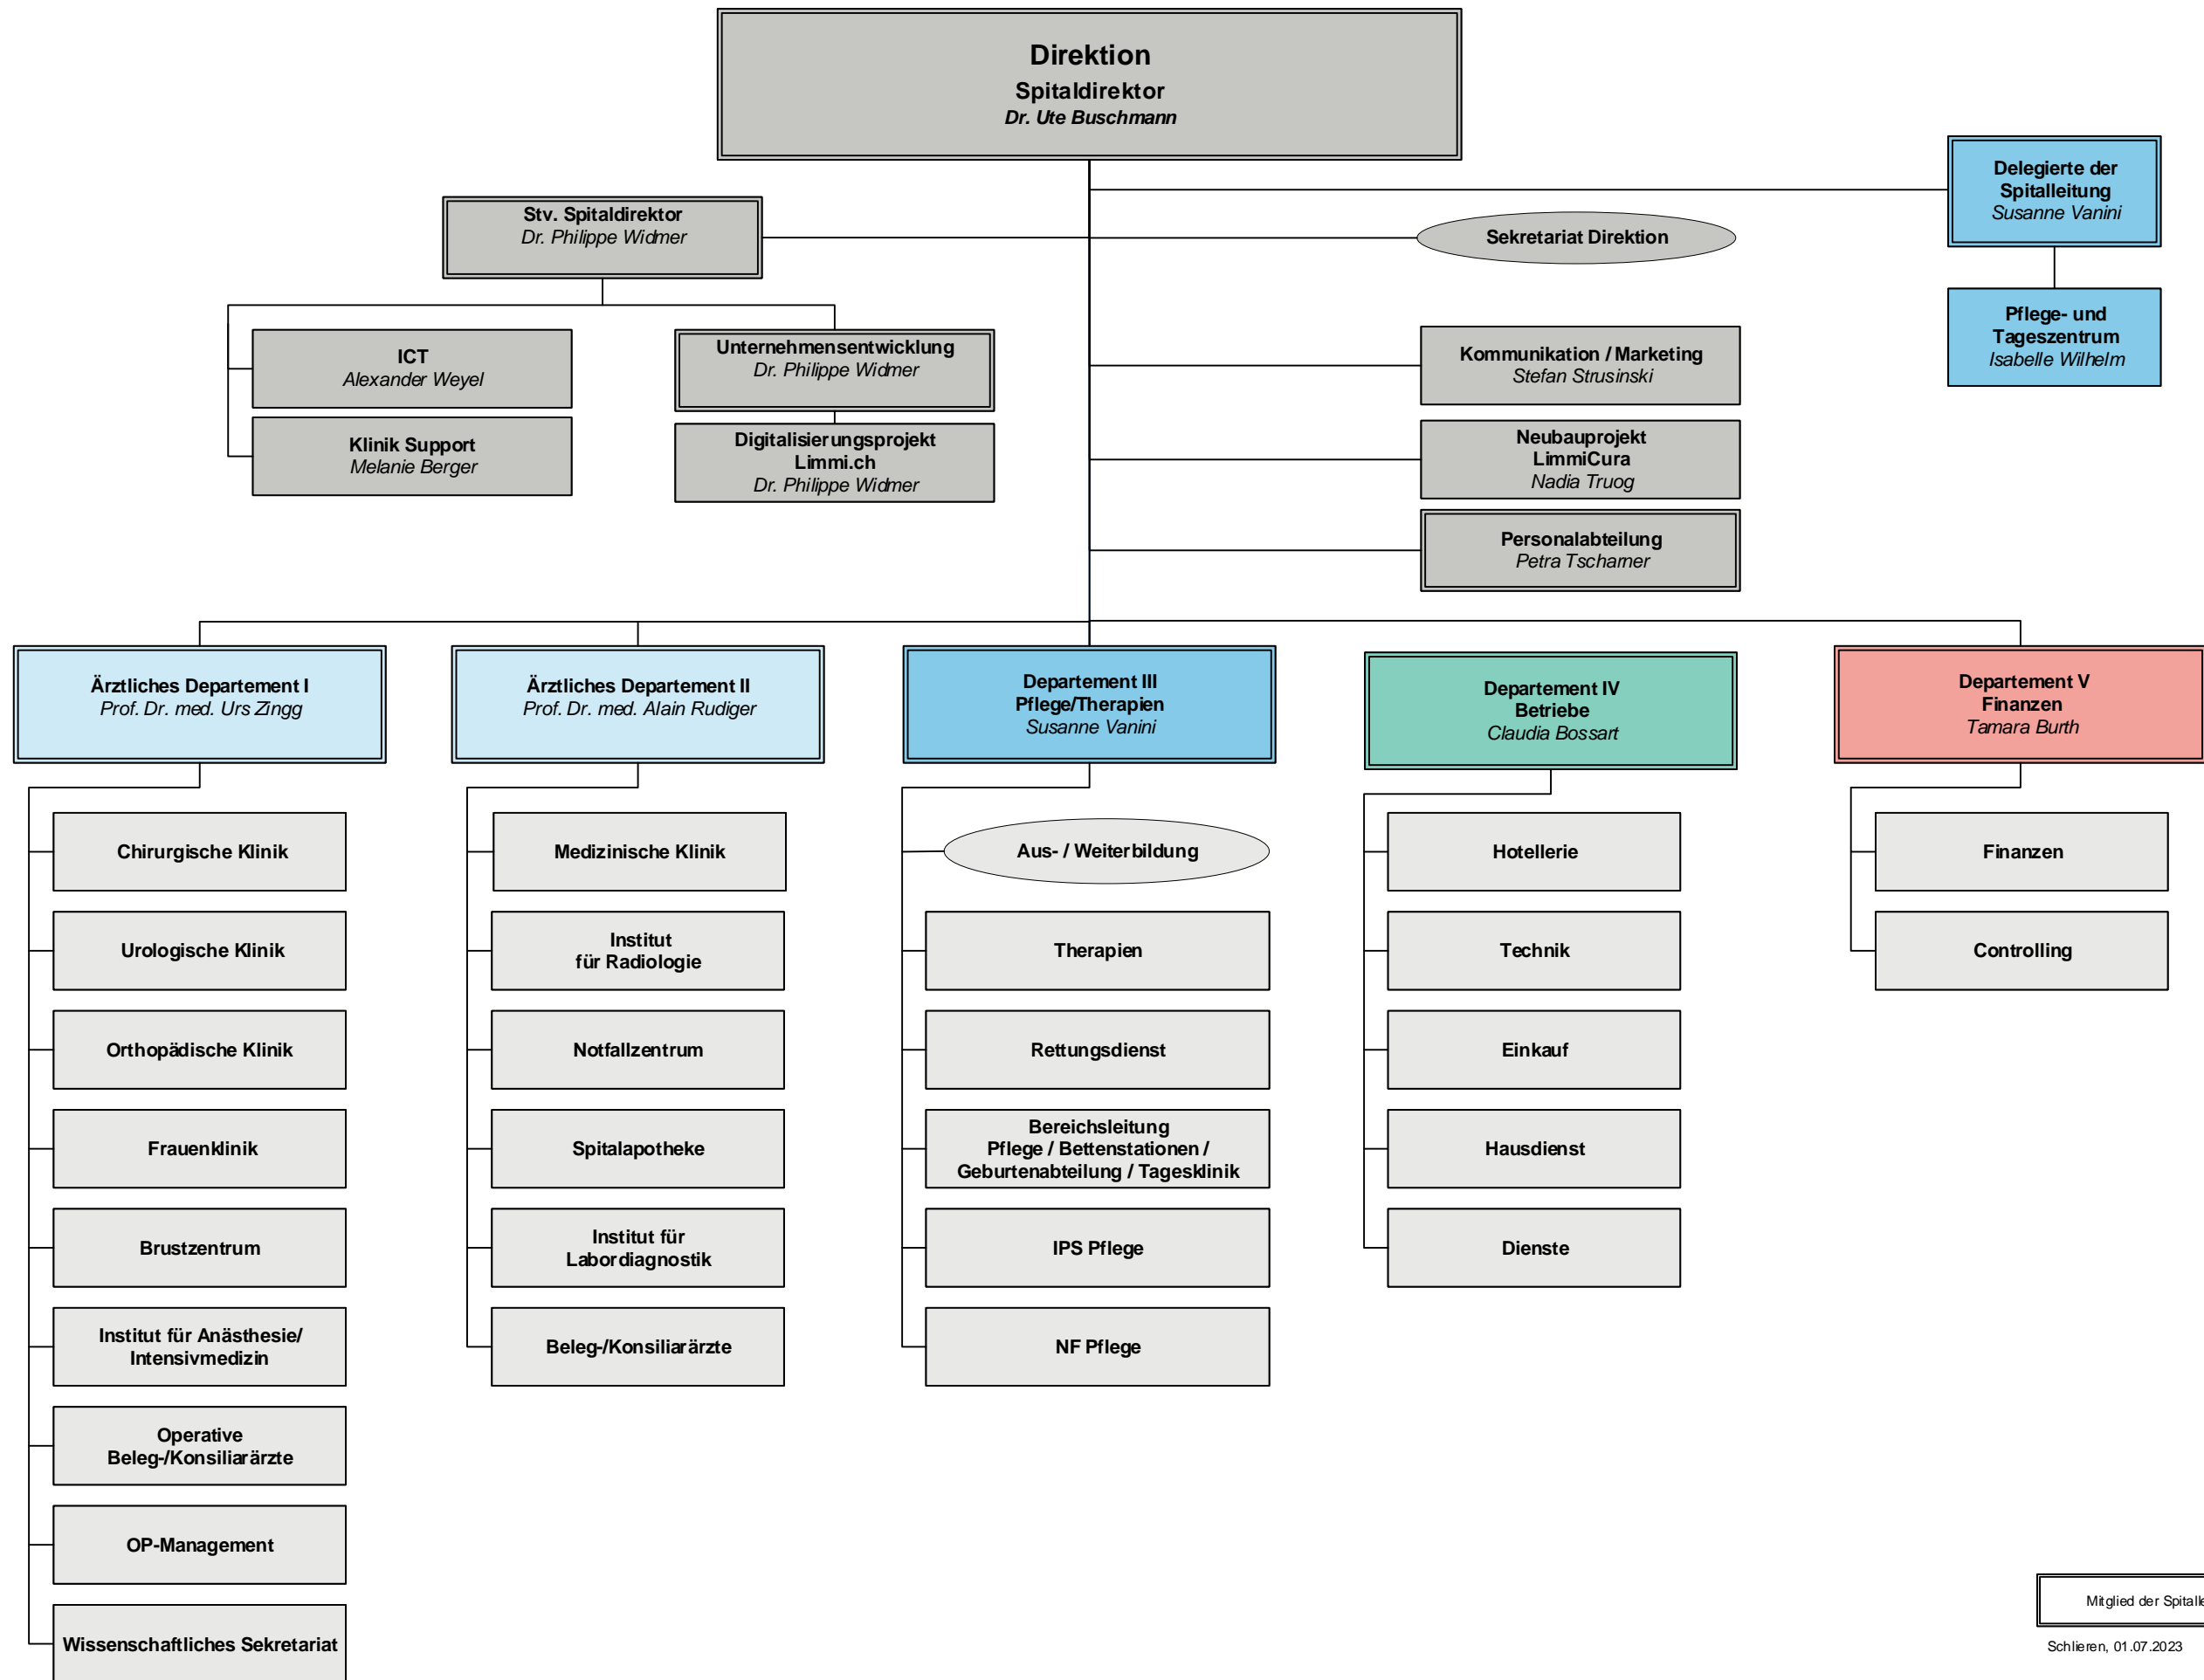 Direktion
Spitaldirektor
Dr. Ute Buschmann
Delegierte der
Spitalleitung
Susanne Vanini
Stv. Spitaldirektor
Dr. Philippe Widmer
Sekretariat Direktion
Pflege- und
Tageszentrum
Isabelle Wilhelm
ICT
Alexander Weyel
Unternehmensentwicklung
Dr. Philippe Widmer
Kommunikation / Marketing
Stefan Strusinski
Klinik Support
Melanie Berger
Digitalisierungsprojekt
Limmi.ch
Dr. Philippe Widmer
Neubauprojekt
LimmiCura
Nadia Truog
Personalabteilung
Petra Tscharner
Ärztliches Departement I
Prof. Dr. med. Urs Zingg
Ärztliches Departement II
Prof. Dr. med. Alain Rudiger
Departement III
Pflege/Therapien
Susanne Vanini
Departement IV
Betriebe
Claudia Bossart
Departement V
Finanzen
Tamara Burth
Chirurgische Klinik
Urologische Klinik
Orthopädische Klinik
Frauenklinik
Brustzentrum
Institut für Anästhesie/
Intensivmedizin
Operative
Beleg-/Konsiliarärzte
OP-Management
Wissenschaftliches Sekretariat
Medizinische Klinik
Institut
für Radiologie
Notfallzentrum
Spitalapotheke
Institut für
Labordiagnostik
Beleg-/Konsiliarärzte
Aus- / Weiterbildung
Therapien
Rettungsdienst
Bereichsleitung
Pflege / Bettenstationen /
Geburtenabteilung / Tagesklinik
IPS Pflege
NF Pflege
Hotellerie
Technik
Einkauf
Hausdienst
Dienste
Finanzen
Controlling
Mitglied der
Schlieren, 01.07.2023